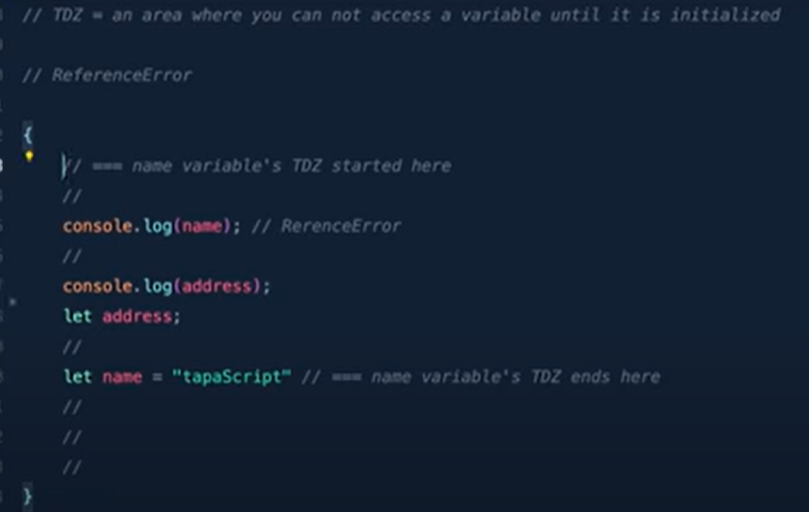 // TDZ = an area where you can not access a variable until it is initialized
// ReferenceError
{
// === name variable's TDZ started here
//
console.log(name); // RerenceError
//
console.log(address);
let address;
//
let name = "tapaScript" // === name variable's TDZ ends here
//
//
//
}